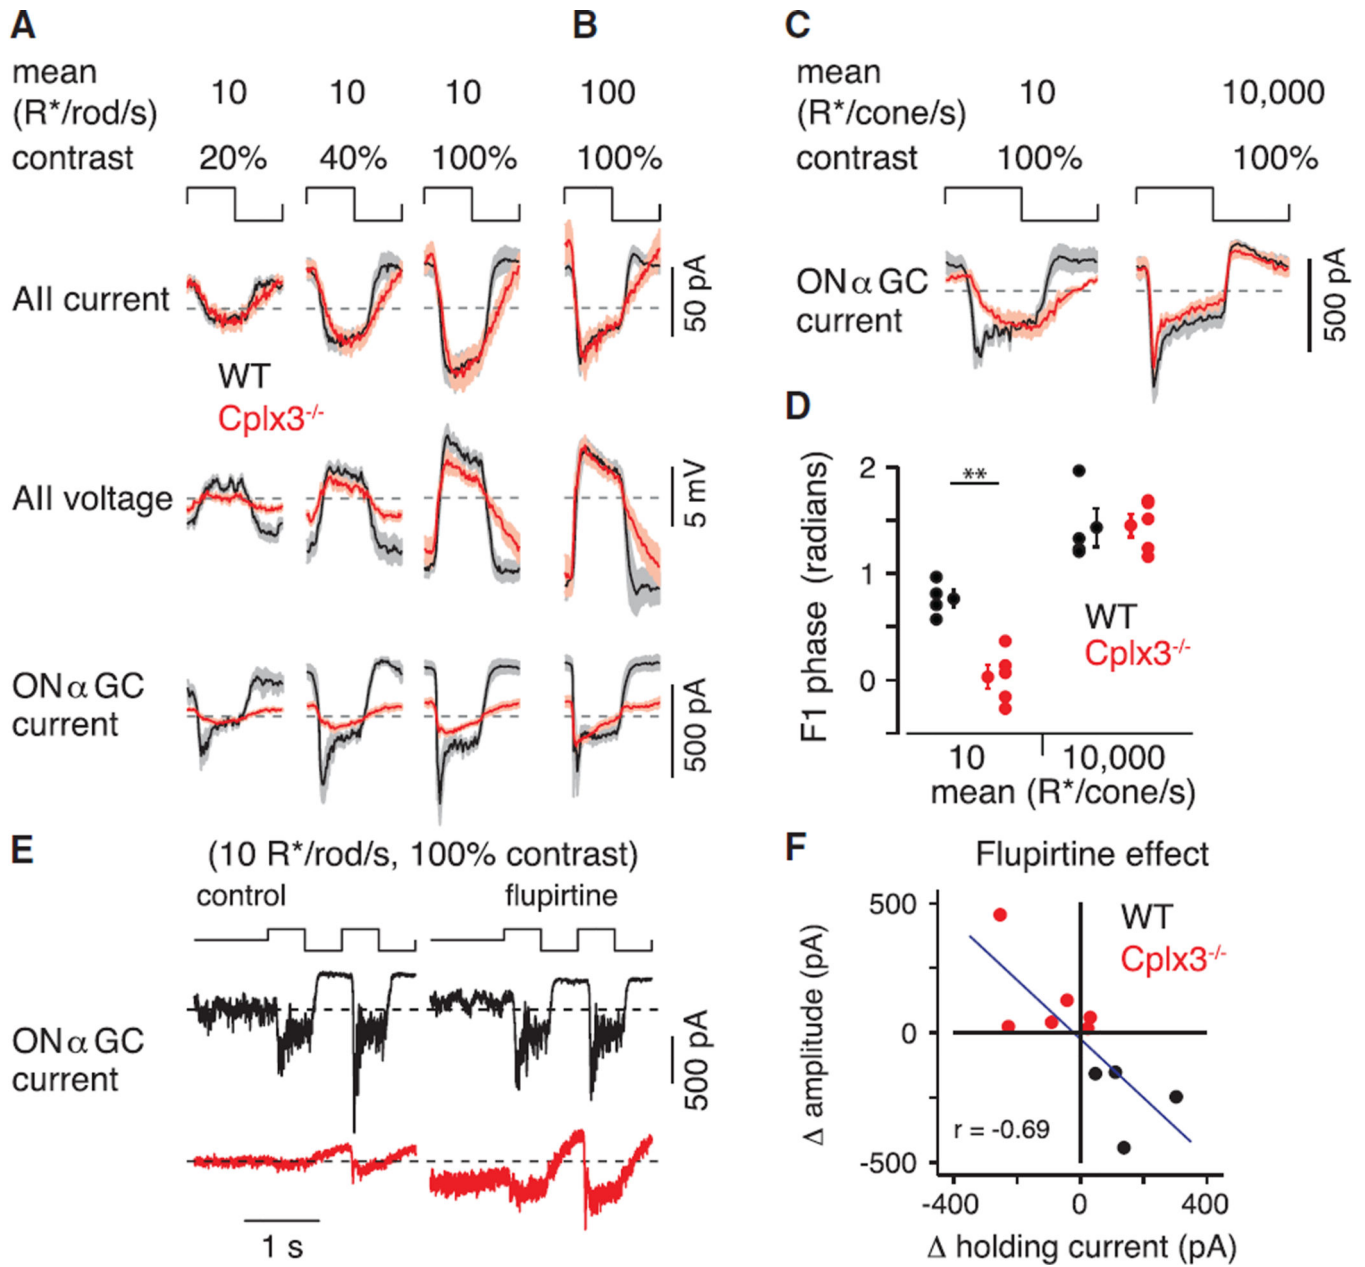 A
B
mean
(R*/rod/s)
10
10
10
100
contrast
20%
40%
100%
100%
AII current
50 pA
WT
Cplx3-/-
AII voltage
5 mV
ON α GC
current
500 pA
C
mean
(R*/cone/s)
10
10,000
contrast
100%
100%
ON α GC
current
500 pA
D
F1 phase (radians)
2
1
0
**
WT
Cplx3-/-
10
10,000
mean (R*/cone/s)
E
(10 R*/rod/s, 100% contrast)
control
flupirtine
ON α GC
current
500 pA
1 s
F
Flupirtine effect
Δ amplitude (pA)
500
0
-500
WT
Cplx3-/-
r = -0.69
-400
0
400
Δ holding current (pA)